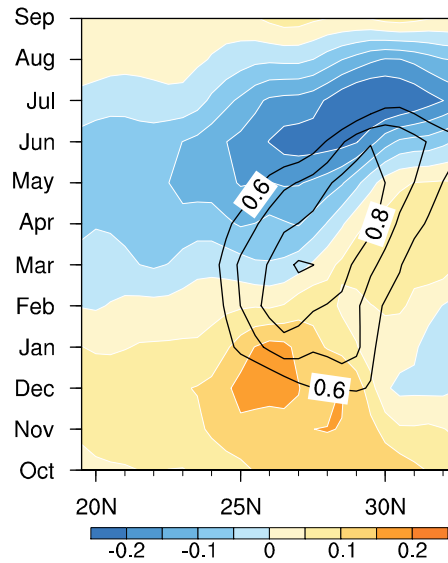 Sep
Aug
Jul
Jun
May
Apr
Mar
Feb
Jan
Dec
Nov
Oct
0.6
0.8
0.6
20N 25N 30N
-0.2 -0.1 0 0.1 0.2